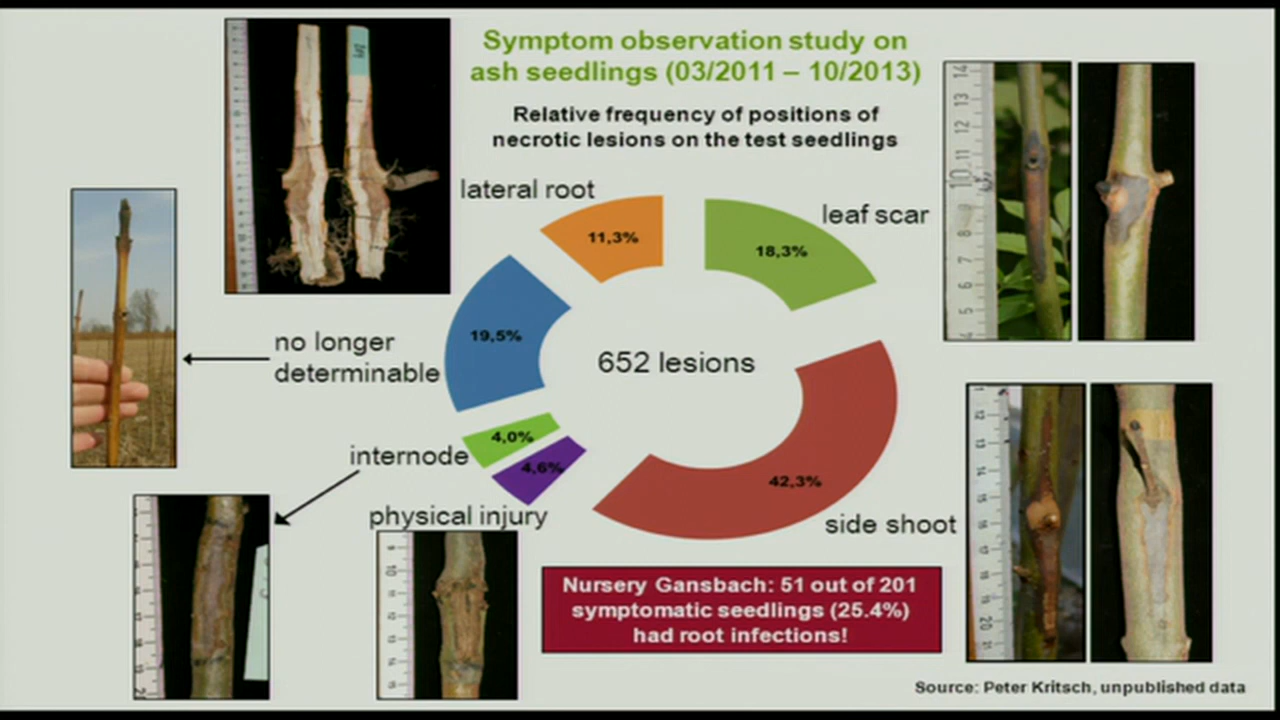 Symptom observation study on
ash seedlings (03/2011 – 10/2013)
Relative frequency of positions of
necrotic lesions on the test seedlings
lateral root
leaf scar
11,3%
18,3%
19,5%
no longer
determinable
652 lesions
4,0%
internode
4,6%
42,3%
physical injury
side shoot
Nursery Gansbach: 51 out of 201
symptomatic seedlings (25.4%)
had root infections!
Source: Peter Kritsch, unpublished data